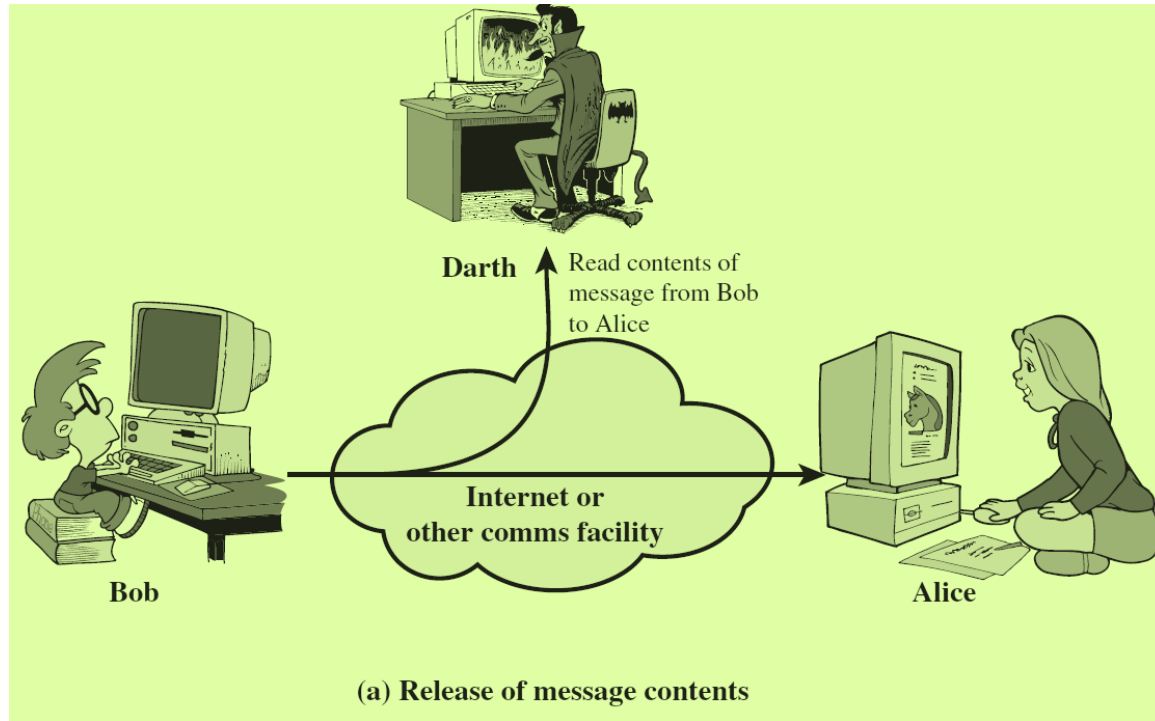 Darth
Read contents of
message from Bob
to Alice
Internet or
other comms facility
Bob
Alice
(a) Release of message contents